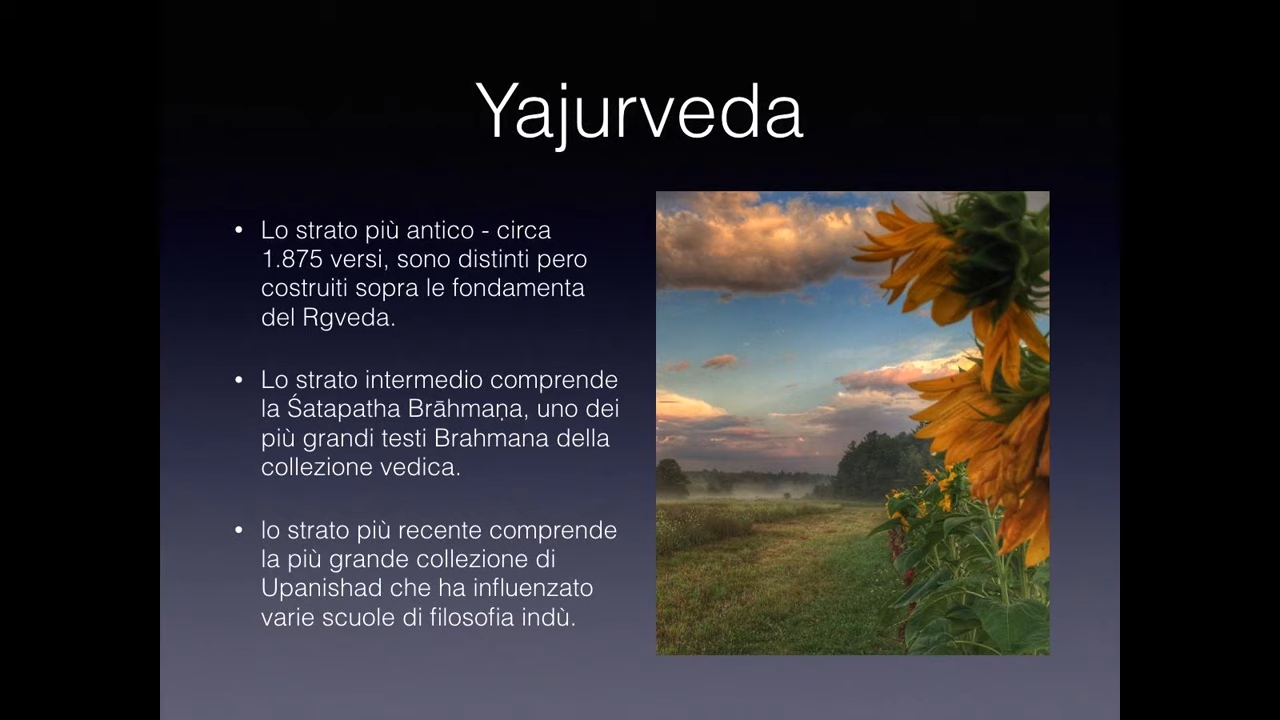 Yajurveda
• Lo strato più antico - circa
1.875 versi, sono distinti pero
costruiti sopra le fondamenta
del Rgveda.
• Lo strato intermedio comprende
la Śatapatha Brāhmaṇa, uno dei
più grandi testi Brahmana della
collezione vedica.
• lo strato più recente comprende
la più grande collezione di
Upanishad che ha influenzato
varie scuole di filosofia indù.